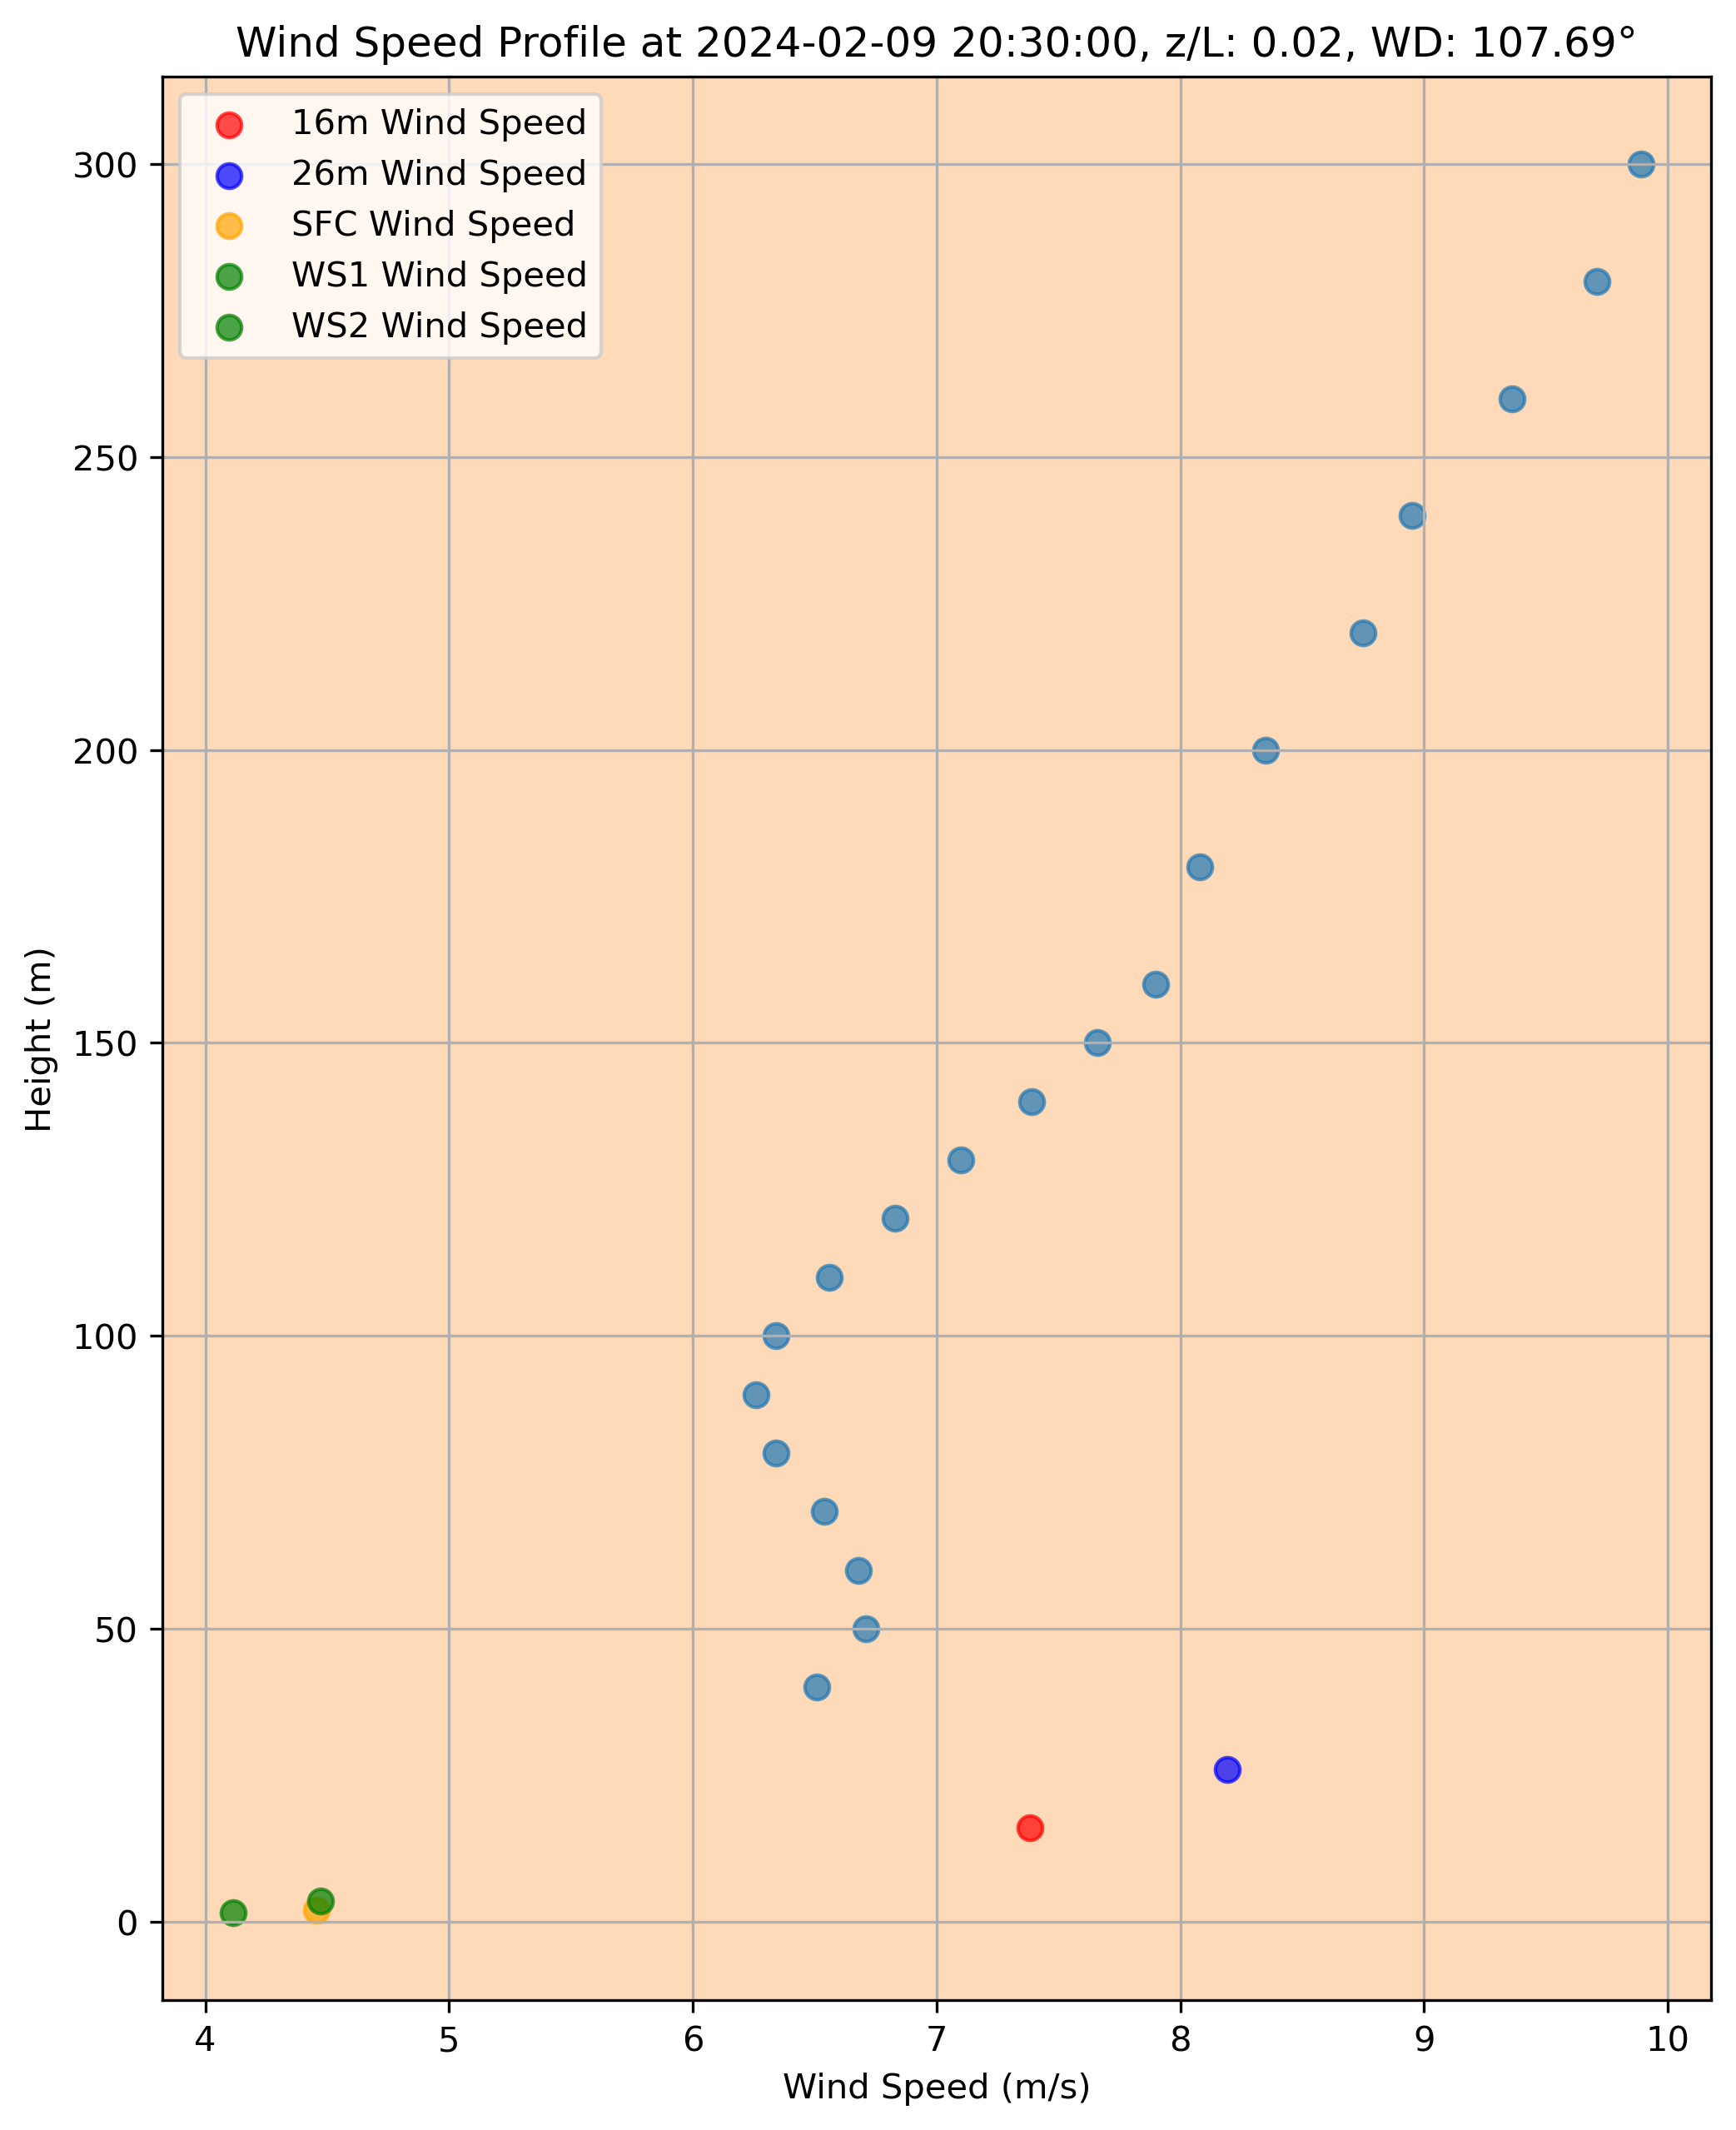 Wind Speed Profile at 2024-02-09 20:30:00, z/L: 0.02, WD: 107.69°
16m Wind Speed
26m Wind Speed
SFC Wind Speed
WS1 Wind Speed
WS2 Wind Speed
300
250
200
150
100
50
0
Height (m)
4 5 6 7 8 9 10
Wind Speed (m/s)